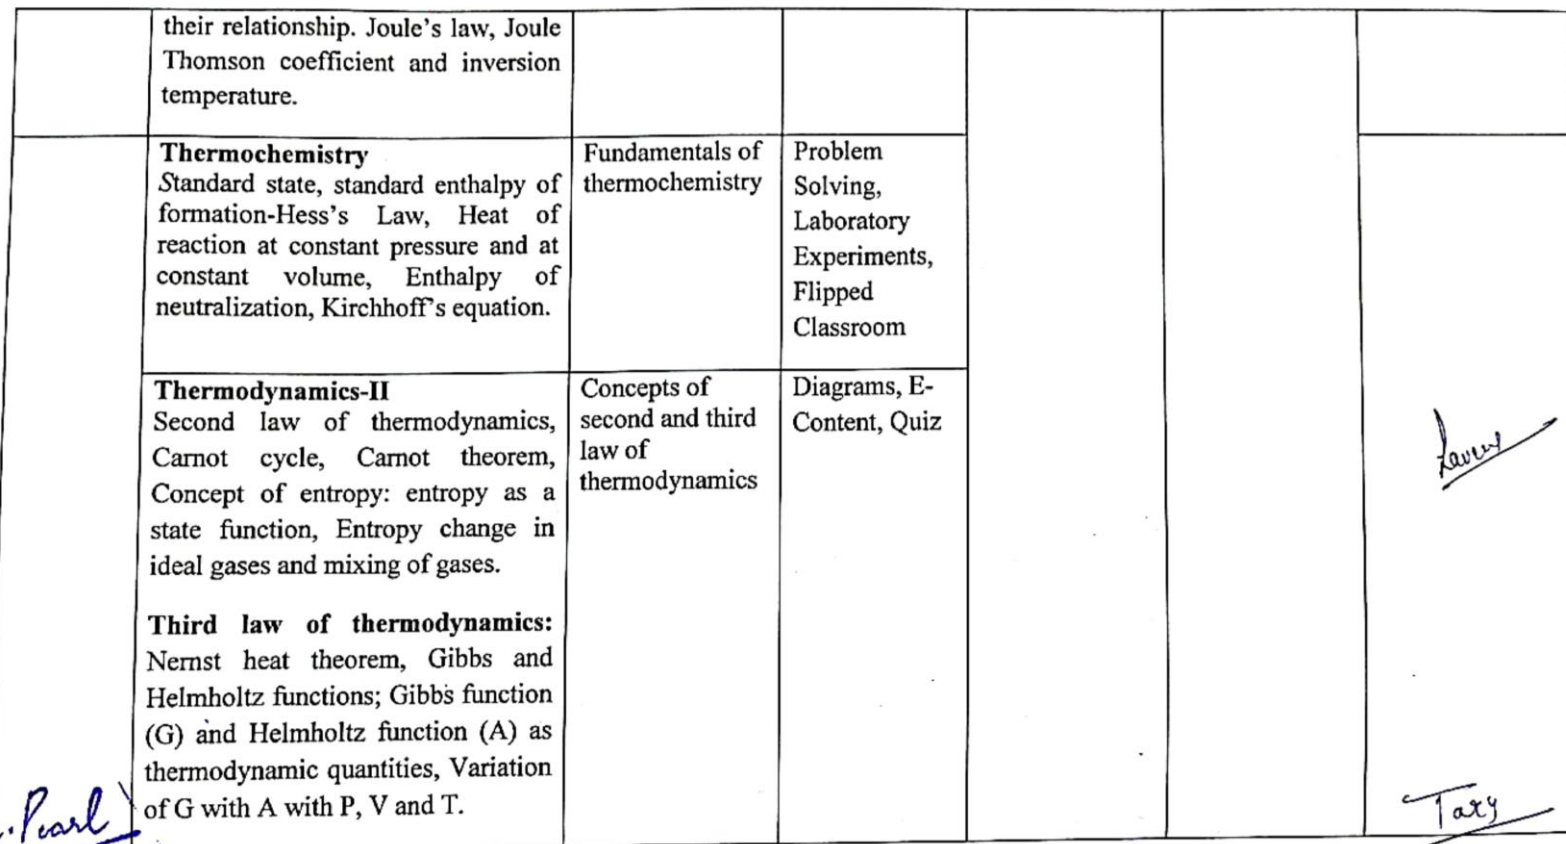 their relationship. Joule's law, Joule
Thomson coefficient and inversion
temperature.
Thermochemistry
Standard state, standard enthalpy of
formation-Hess's Law, Heat of
reaction at constant pressure and at
constant volume, Enthalpy of
neutralization, Kirchhoff's equation.
Fundamentals of
thermochemistry
Problem
Solving,
Laboratory
Experiments,
Flipped
Classroom
Thermodynamics-II
Second law of thermodynamics,
Carnot cycle, Carnot theorem,
Concept of entropy: entropy as a
state function, Entropy change in
ideal gases and mixing of gases.
Third law of thermodynamics:
Nernst heat theorem, Gibbs and
Helmholtz functions; Gibbs function
(G) and Helmholtz function (A) as
thermodynamic quantities, Variation
of G with A with P, V and T.
Concepts of
second and third
law of
thermodynamics
Diagrams, E-
Content, Quiz
Pearl